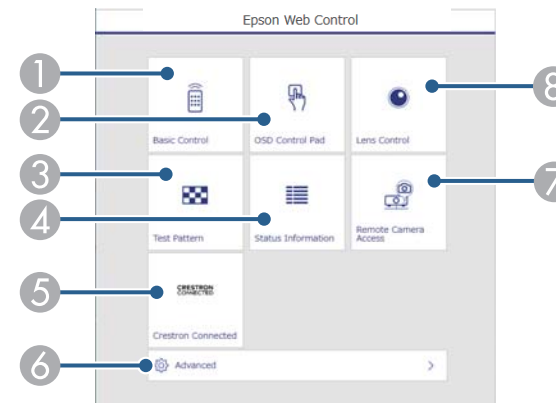 Epson Web Control
1
2
8
Basic Control
OSD Control Pad
Lens Control
3
4
7
Test Pattern
Status Information
Remote Camera
Access
5
CRESTRON
CONNECTED
Crestron Connected
6
Advanced